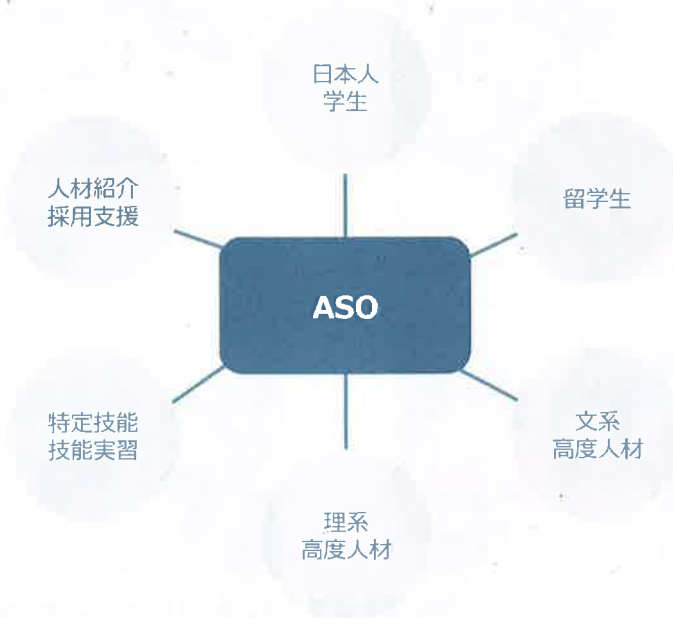 日本人
学生
人材紹介
採用支援
留学生
ASO
特定技能
技能実習
文系
高度人材
理系
高度人材